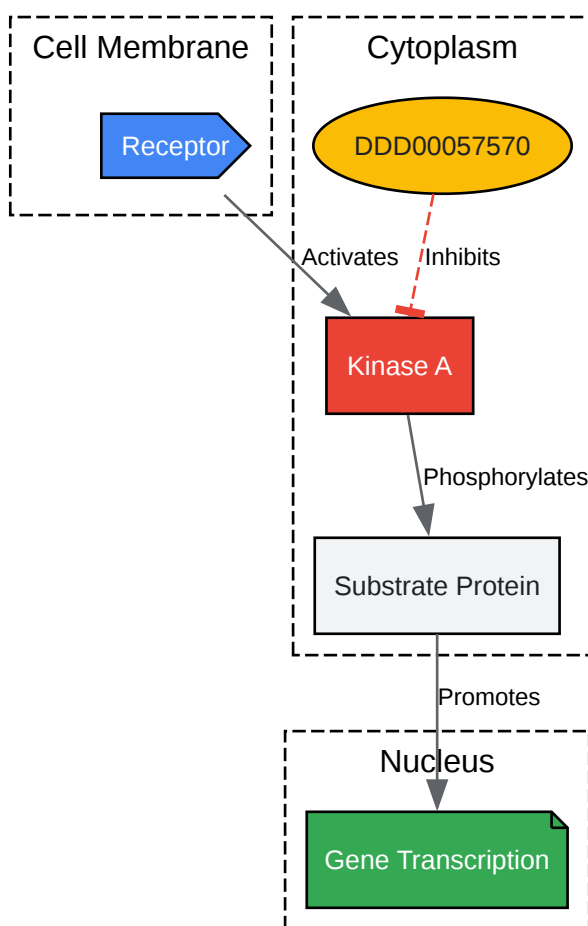 Cell Membrane
Cytoplasm
Receptor
DDD00057570
Activates
Inhibits
Kinase A
Phosphorylates
Substrate Protein
Promotes
Nucleus
Gene Transcription